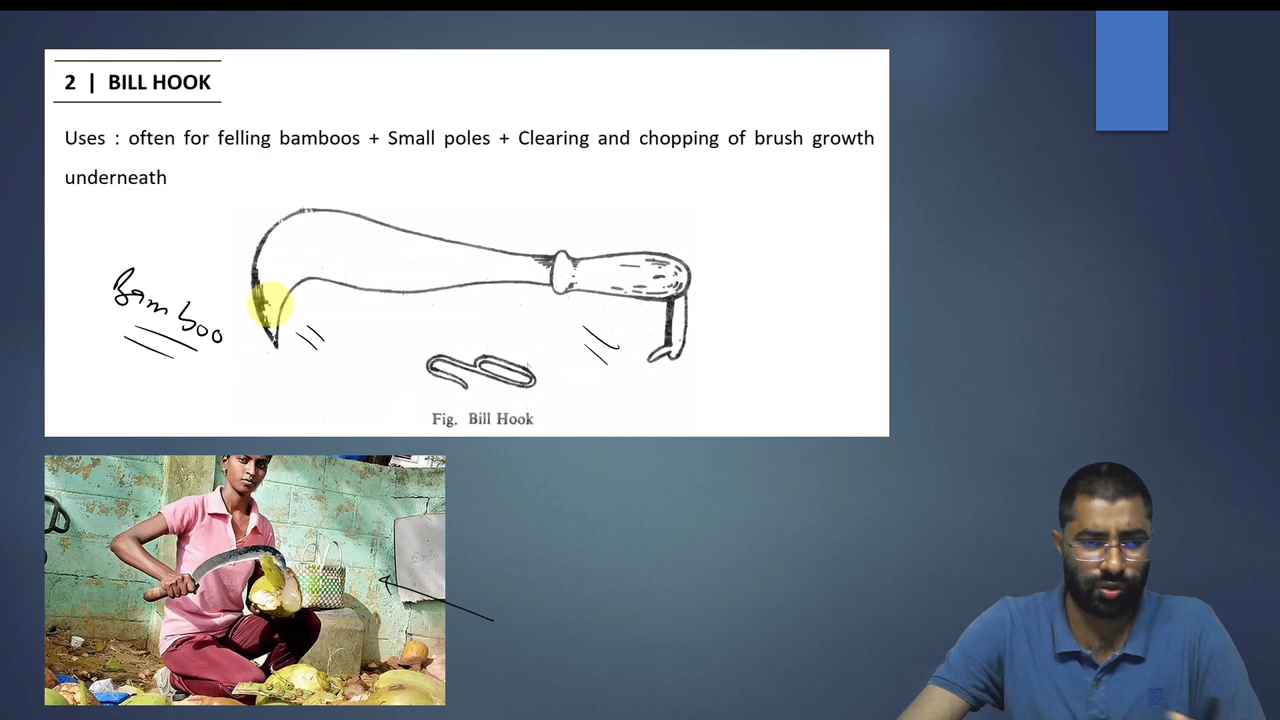 2 | BILL HOOK
Uses : often for felling bamboos + Small poles + Clearing and chopping of brush growth
underneath
Bamboo
Fig. Bill Hook